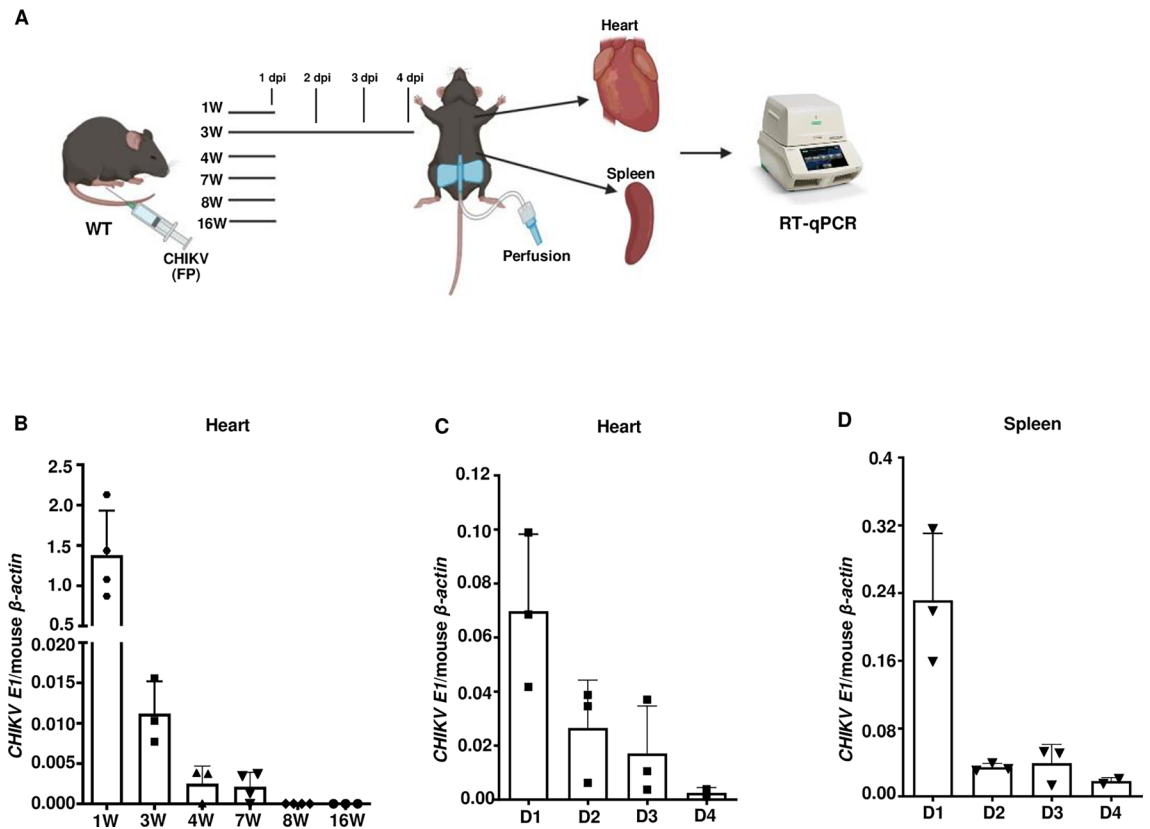 A
Heart
1 dpi 2 dpi 3 dpi 4 dpi
1W
3W
4W
7W
8W
16W
WT
CHIKV
(FP)
Spleen
Perfusion
RT-qPCR
B
Heart
CHIKV E1/mouse β-actin
2.5
2.0
1.5
1.0
0.5
0.020
0.015
0.010
0.005
0.000
1W 3W 4W 7W 8W 16W
C
Heart
CHIKV E1/mouse β-actin
0.12
0.10
0.08
0.06
0.04
0.02
0.00
D1 D2 D3 D4
D
Spleen
CHIKV E1/mouse β-actin
0.4
0.32
0.24
0.16
0.08
0.00
D1 D2 D3 D4